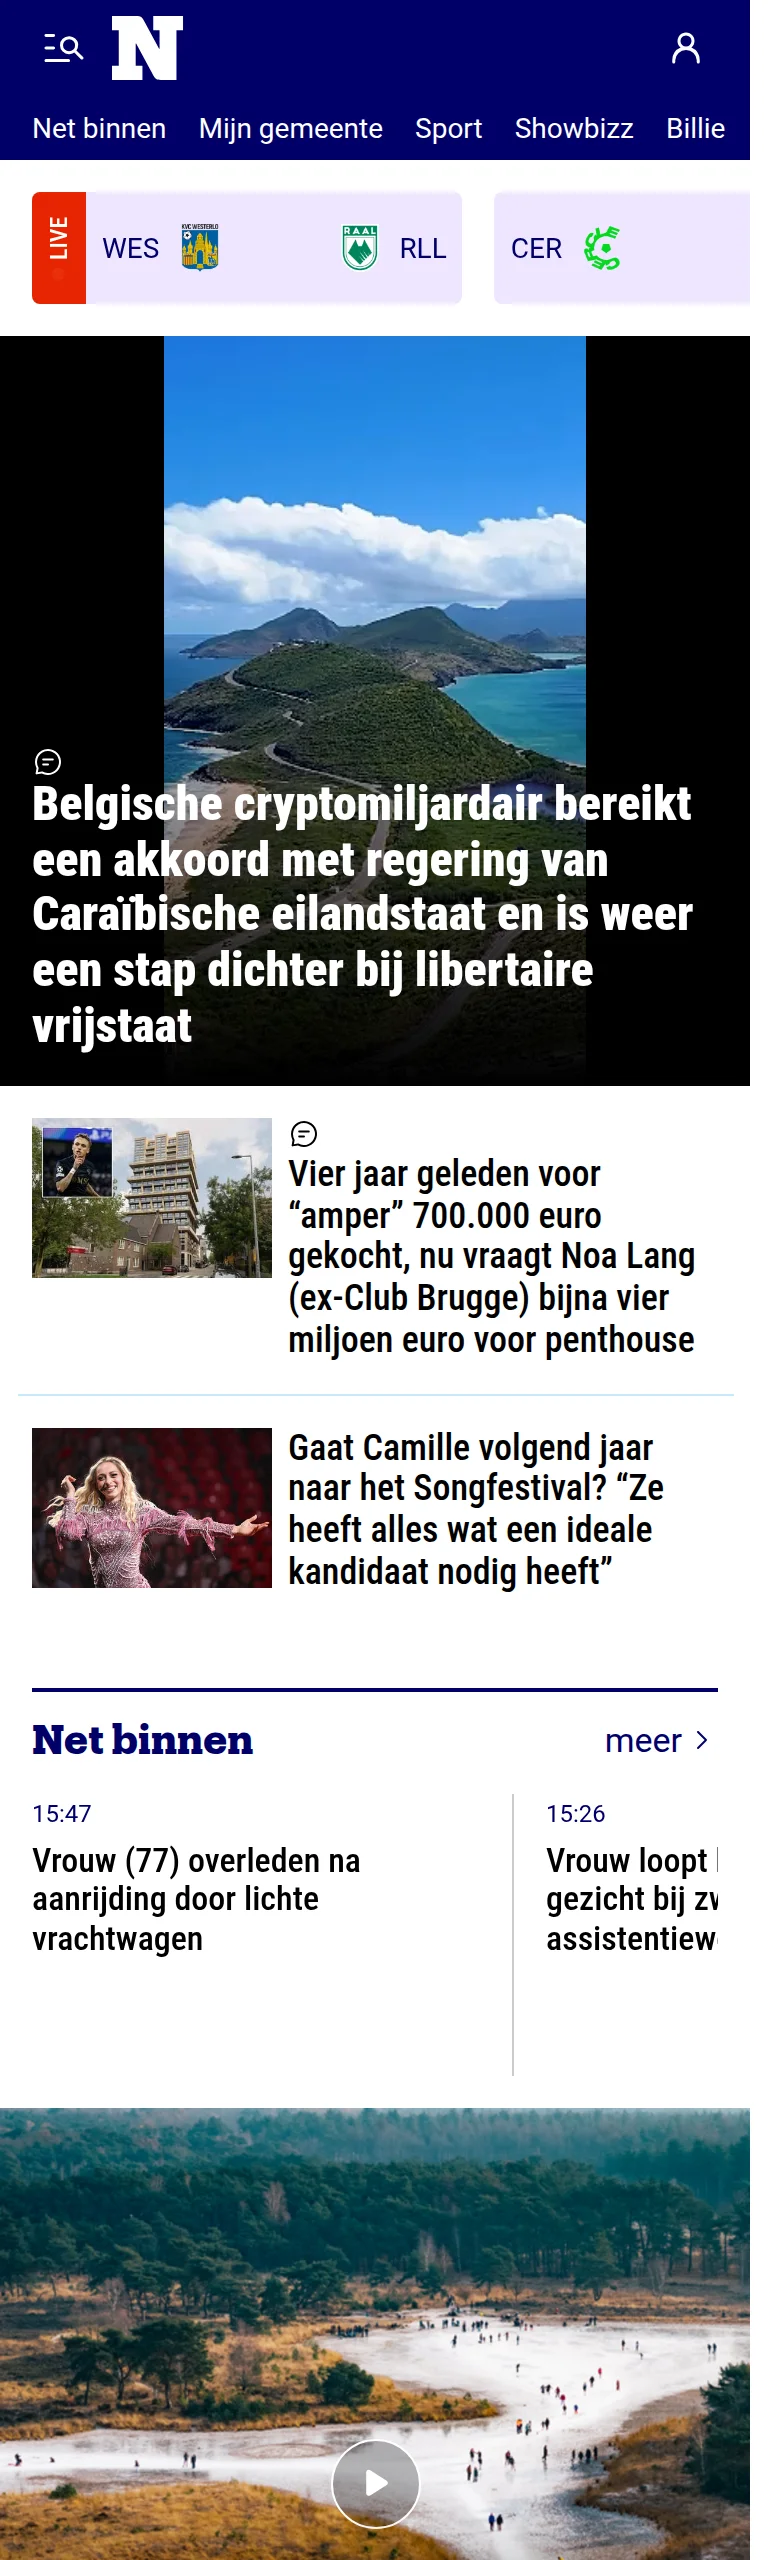 N
Net binnen Mijn gemeente Sport Showbizz Billie
LIVE
WES
KVC WESTERLO
RAAL
RLL
CER
Belgische cryptomiljardair bereikt
een akkoord met regering van
Caraïbische eilandstaat en is weer
een stap dichter bij libertaire
vrijstaat
Vier jaar geleden voor
“amper” 700.000 euro
gekocht, nu vraagt Noa Lang
(ex-Club Brugge) bijna vier
miljoen euro voor penthouse
Gaat Camille volgend jaar
naar het Songfestival? “Ze
heeft alles wat een ideale
kandidaat nodig heeft”
Net binnen
meer
15:47
Vrouw (77) overleden na
aanrijding door lichte
vrachtwagen
15:26
Vrouw loopt
gezicht bij